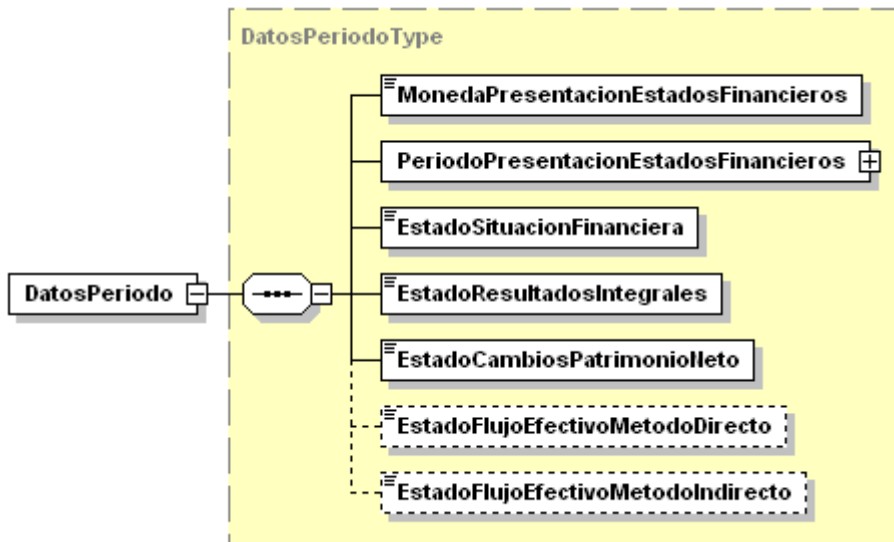 DatosPeriodoType
MonedaPresentacionEstadosFinancieros
PeriodoPresentacionEstadosFinancieros
EstadoSituacionFinanciera
DatosPeriodo
EstadoResultadosIntegrales
EstadoCambiosPatrimonioNeto
EstadoFlujoEfectivoMetodoDirecto
EstadoFlujoEfectivoMetodoIndirecto